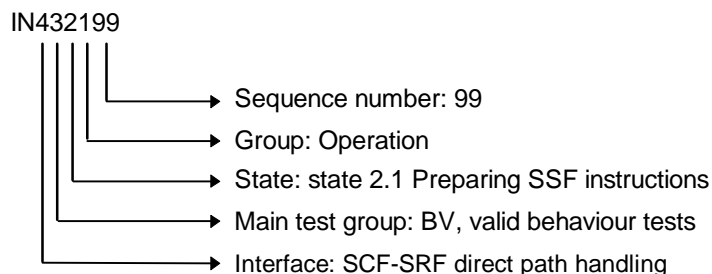 IN432199
Sequence number: 99
Group: Operation
State: state 2.1 Preparing SSF instructions
Main test group: BV, valid behaviour tests
Interface: SCF-SRF direct path handling